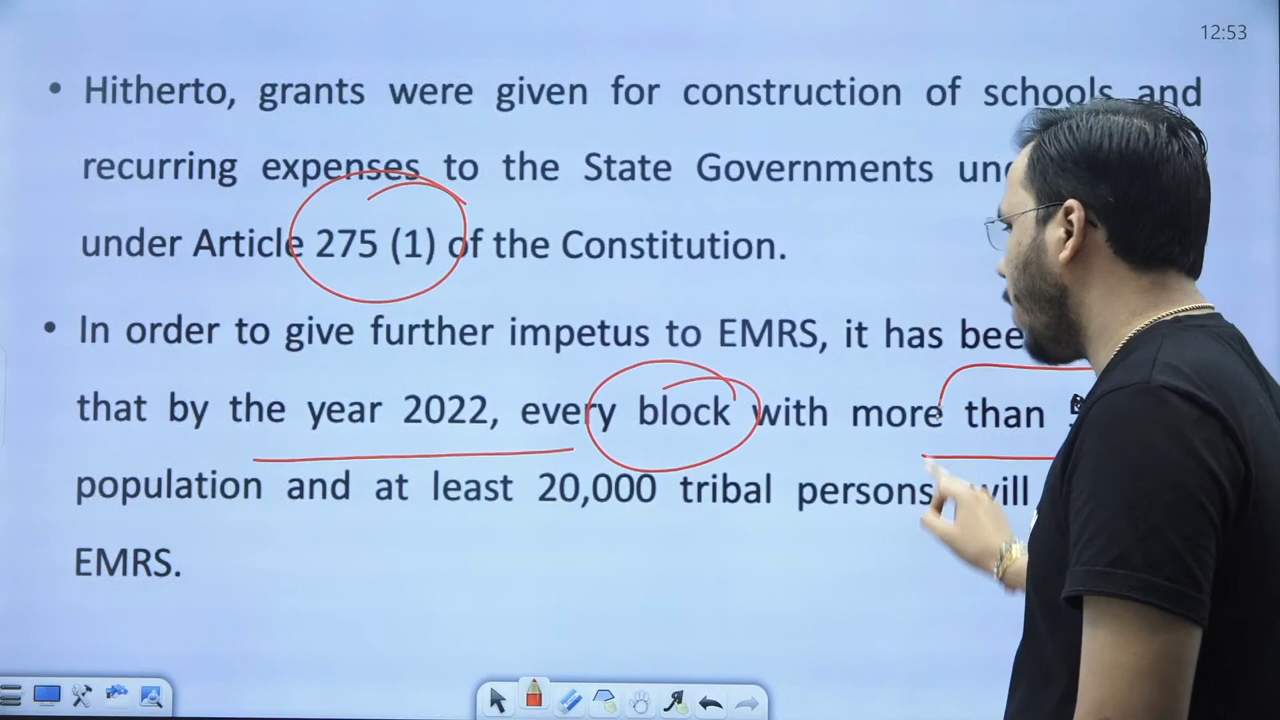 12:53
• Hitherto, grants were given for construction of schools and
recurring expenses to the State Governments
under Article 275 (1) of the Constitution.
• In order to give further impetus to EMRS, it has
that by the year 2022, every block with more than
population and at least 20,000 tribal persons will
EMRS.